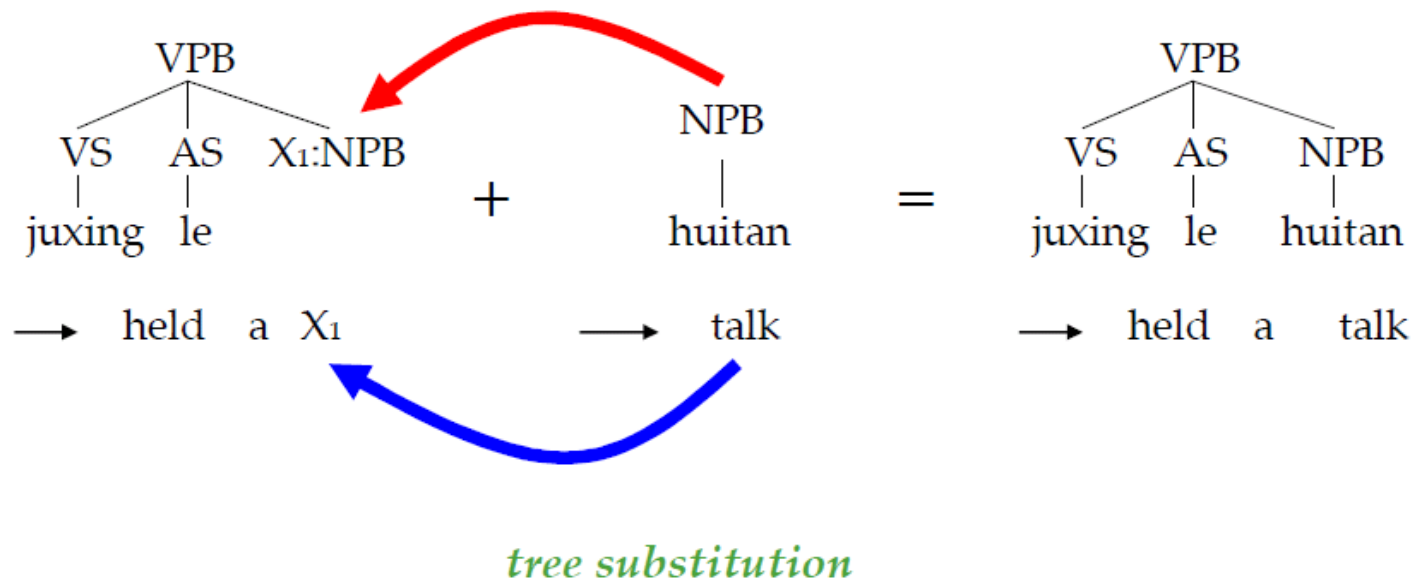 VPB VPB
NPB
VS AS X₁:NPB VS AS NPB
+ =
juxing le huitan juxing le huitan
→ held a X₁ → talk → held a talk
tree substitution